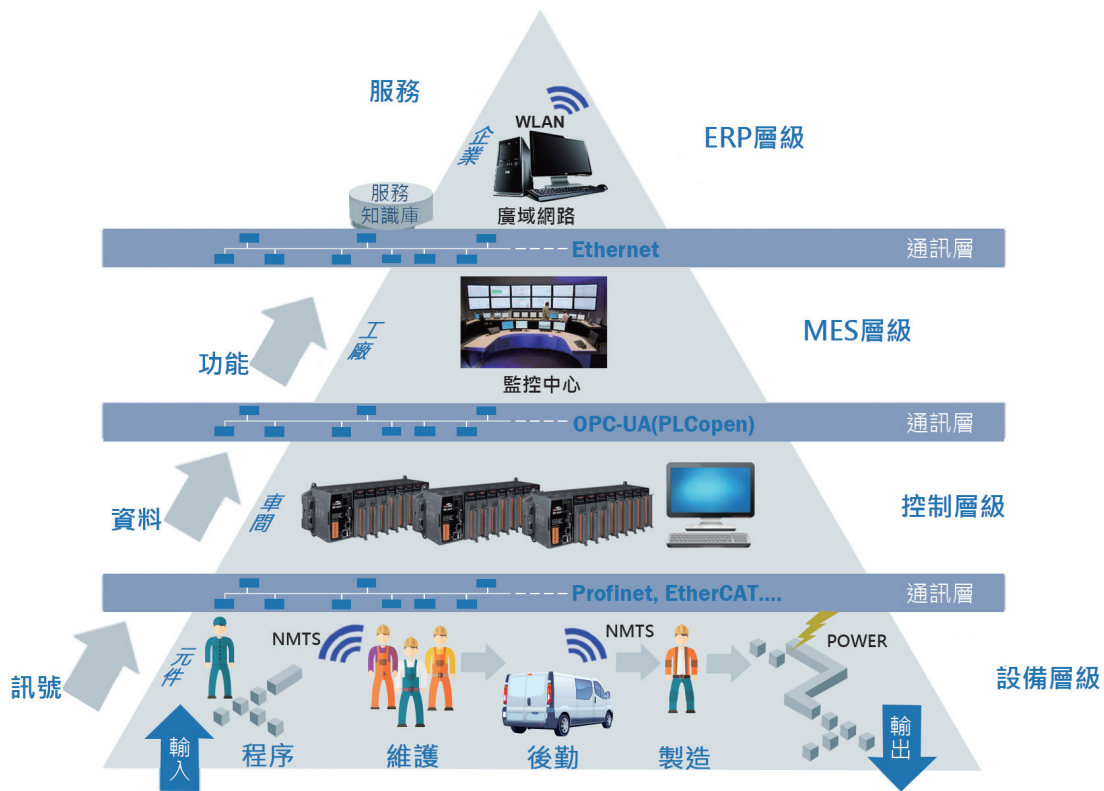 服務
WLAN
企業
ERP層級
服務
知識庫
廣域網路
Ethernet
通訊層
工廠
MES層級
功能
監控中心
OPC-UA(PLCopen)
通訊層
車間
資料
控制層級
Profinet, EtherCAT....
通訊層
元件
NMTS
NMTS
POWER
訊號
設備層級
輸入
程序
維護
後勤
製造
輸出